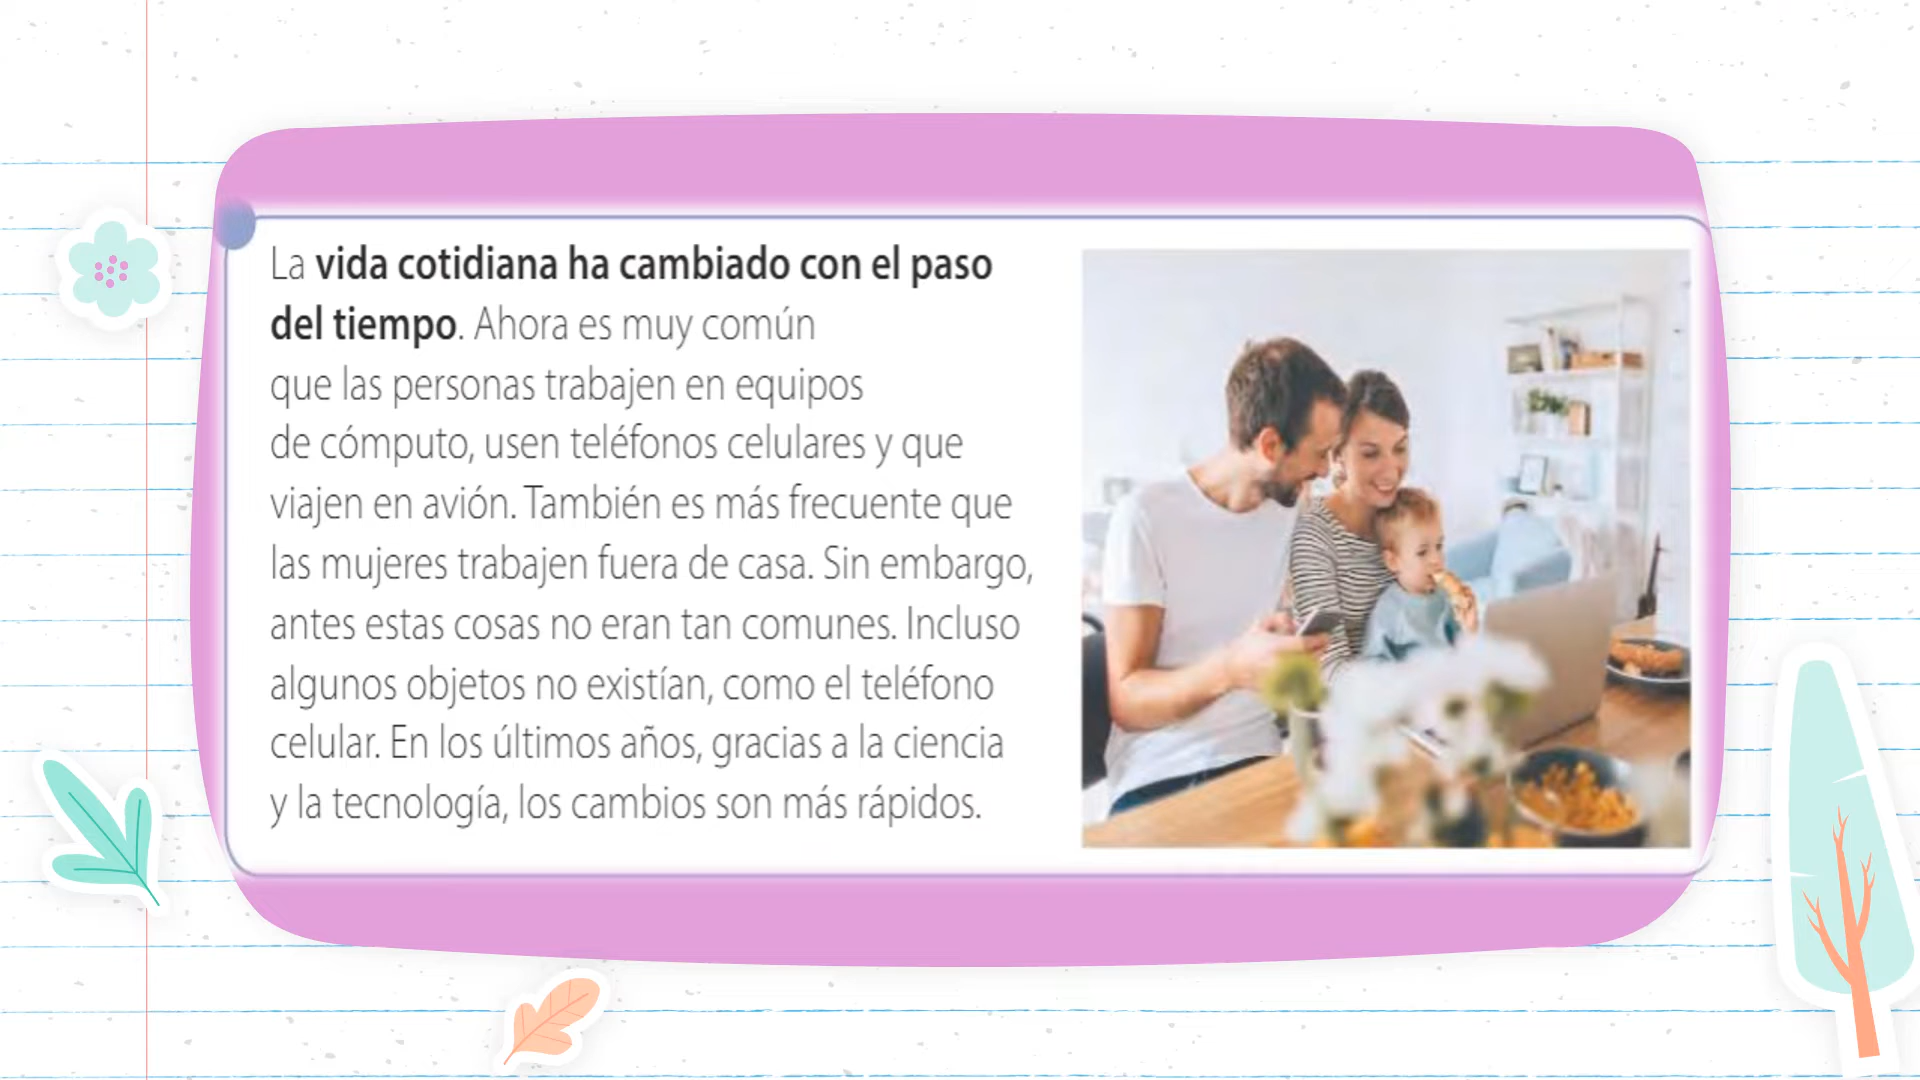 La vida cotidiana ha cambiado con el paso
del tiempo. Ahora es muy común
que las personas trabajen en equipos
de cómputo, usen teléfonos celulares y que
viajen en avión. También es más frecuente que
las mujeres trabajen fuera de casa. Sin embargo,
antes estas cosas no eran tan comunes. Incluso
algunos objetos no existían, como el teléfono
celular. En los últimos años, gracias a la ciencia
y la tecnología, los cambios son más rápidos.